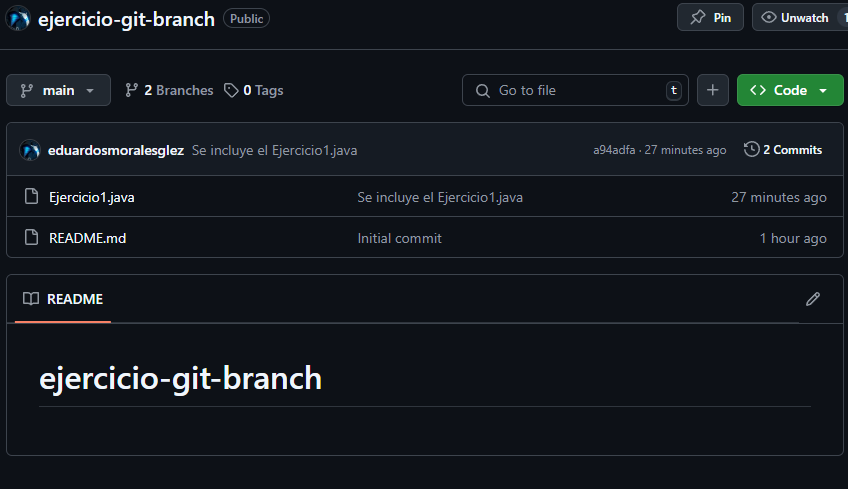 ejercicio-git-branch Public Pin Unwatch 1
main 2 Branches 0 Tags Go to file t Code
eduardosmoralesglez Se incluye el Ejercicio1.java a94adfa · 27 minutes ago 2 Commits
Ejercicio1.java Se incluye el Ejercicio1.java 27 minutes ago
README.md Initial commit 1 hour ago
README
ejercicio-git-branch